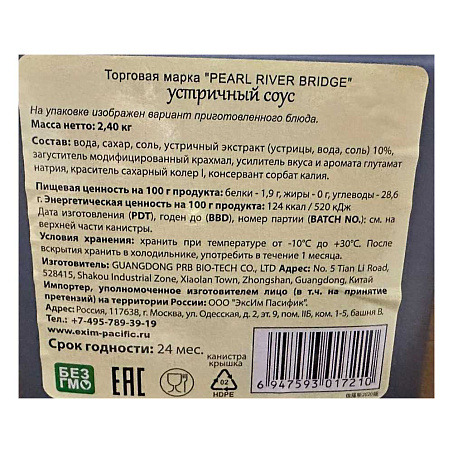 Торговая марка "PEARL RIVER BRIDGE"
устричный соус
На упаковке изображен вариант приготовленного блюда.
Масса нетто: 2,40 кг
Состав: вода, сахар, соль, устричный экстракт (устрицы, вода, соль) 10%,
загуститель модифицированный крахмал, усилитель вкуса и аромата глутамат
натрия, краситель сахарный колер I, консервант сорбат калия.
Пищевая ценность на 100 г продукта: белки - 1,9 г, жиры - 0 г, углеводы - 28,6
г. Энергетическая ценность на 100 г продукта: 124 ккал / 520 кДж
Дата изготовления (PDT), годен до (BBD), номер партии (BATCH NO.): см. на
верхней части канистры.
Условия хранения: хранить при температуре от -10°C до +30°C. После
вскрытия хранить в холодильнике, употребить в течение 1 месяца.
Изготовитель: GUANGDONG PRB BIO-TECH CO., LTD Адрес: No. 5 Tian Li Road,
528415, Shakou Industrial Zone, Xiaolan Town, Zhongshan, Guangdong, Китай
Импортер, уполномоченное изготовителем лицо (в т.ч. на принятие
претензий) на территории России: ООО "ЭксИм Пасифик".
Адрес: Россия, 117638, г. Москва, ул. Одесская, д. 2, эт. 9, пом. IIБ, ком. 1-5, башня В.
Тел.: +7-495-789-39-19
www.exim-pacific.ru
Срок годности: 24 мес.
канистра
крышка
БЕЗ
ГМО
EAC
02
HDPE
6 947593 017210